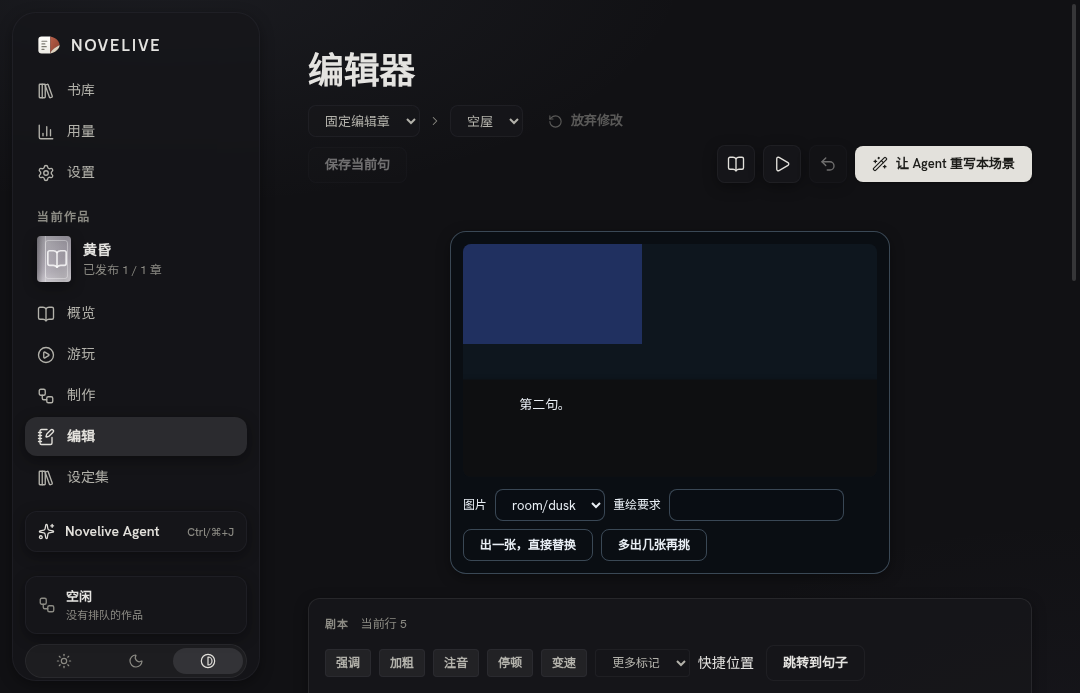 NOVELIVE
书库
用量
设置
当前作品
黄昏
已发布 1 / 1 章
概览
游玩
制作
编辑
设定集
Novelive Agent Ctrl/⌘+J
空闲
没有排队的作品
编辑器
固定编辑章 空屋 放弃修改
保存当前句 让 Agent 重写本场景
第二句。
图片 room/dusk 重绘要求
出一张，直接替换 多出几张再挑
剧本 当前行 5
强调 加粗 注音 停顿 变速 更多标记 快捷位置 跳转到句子